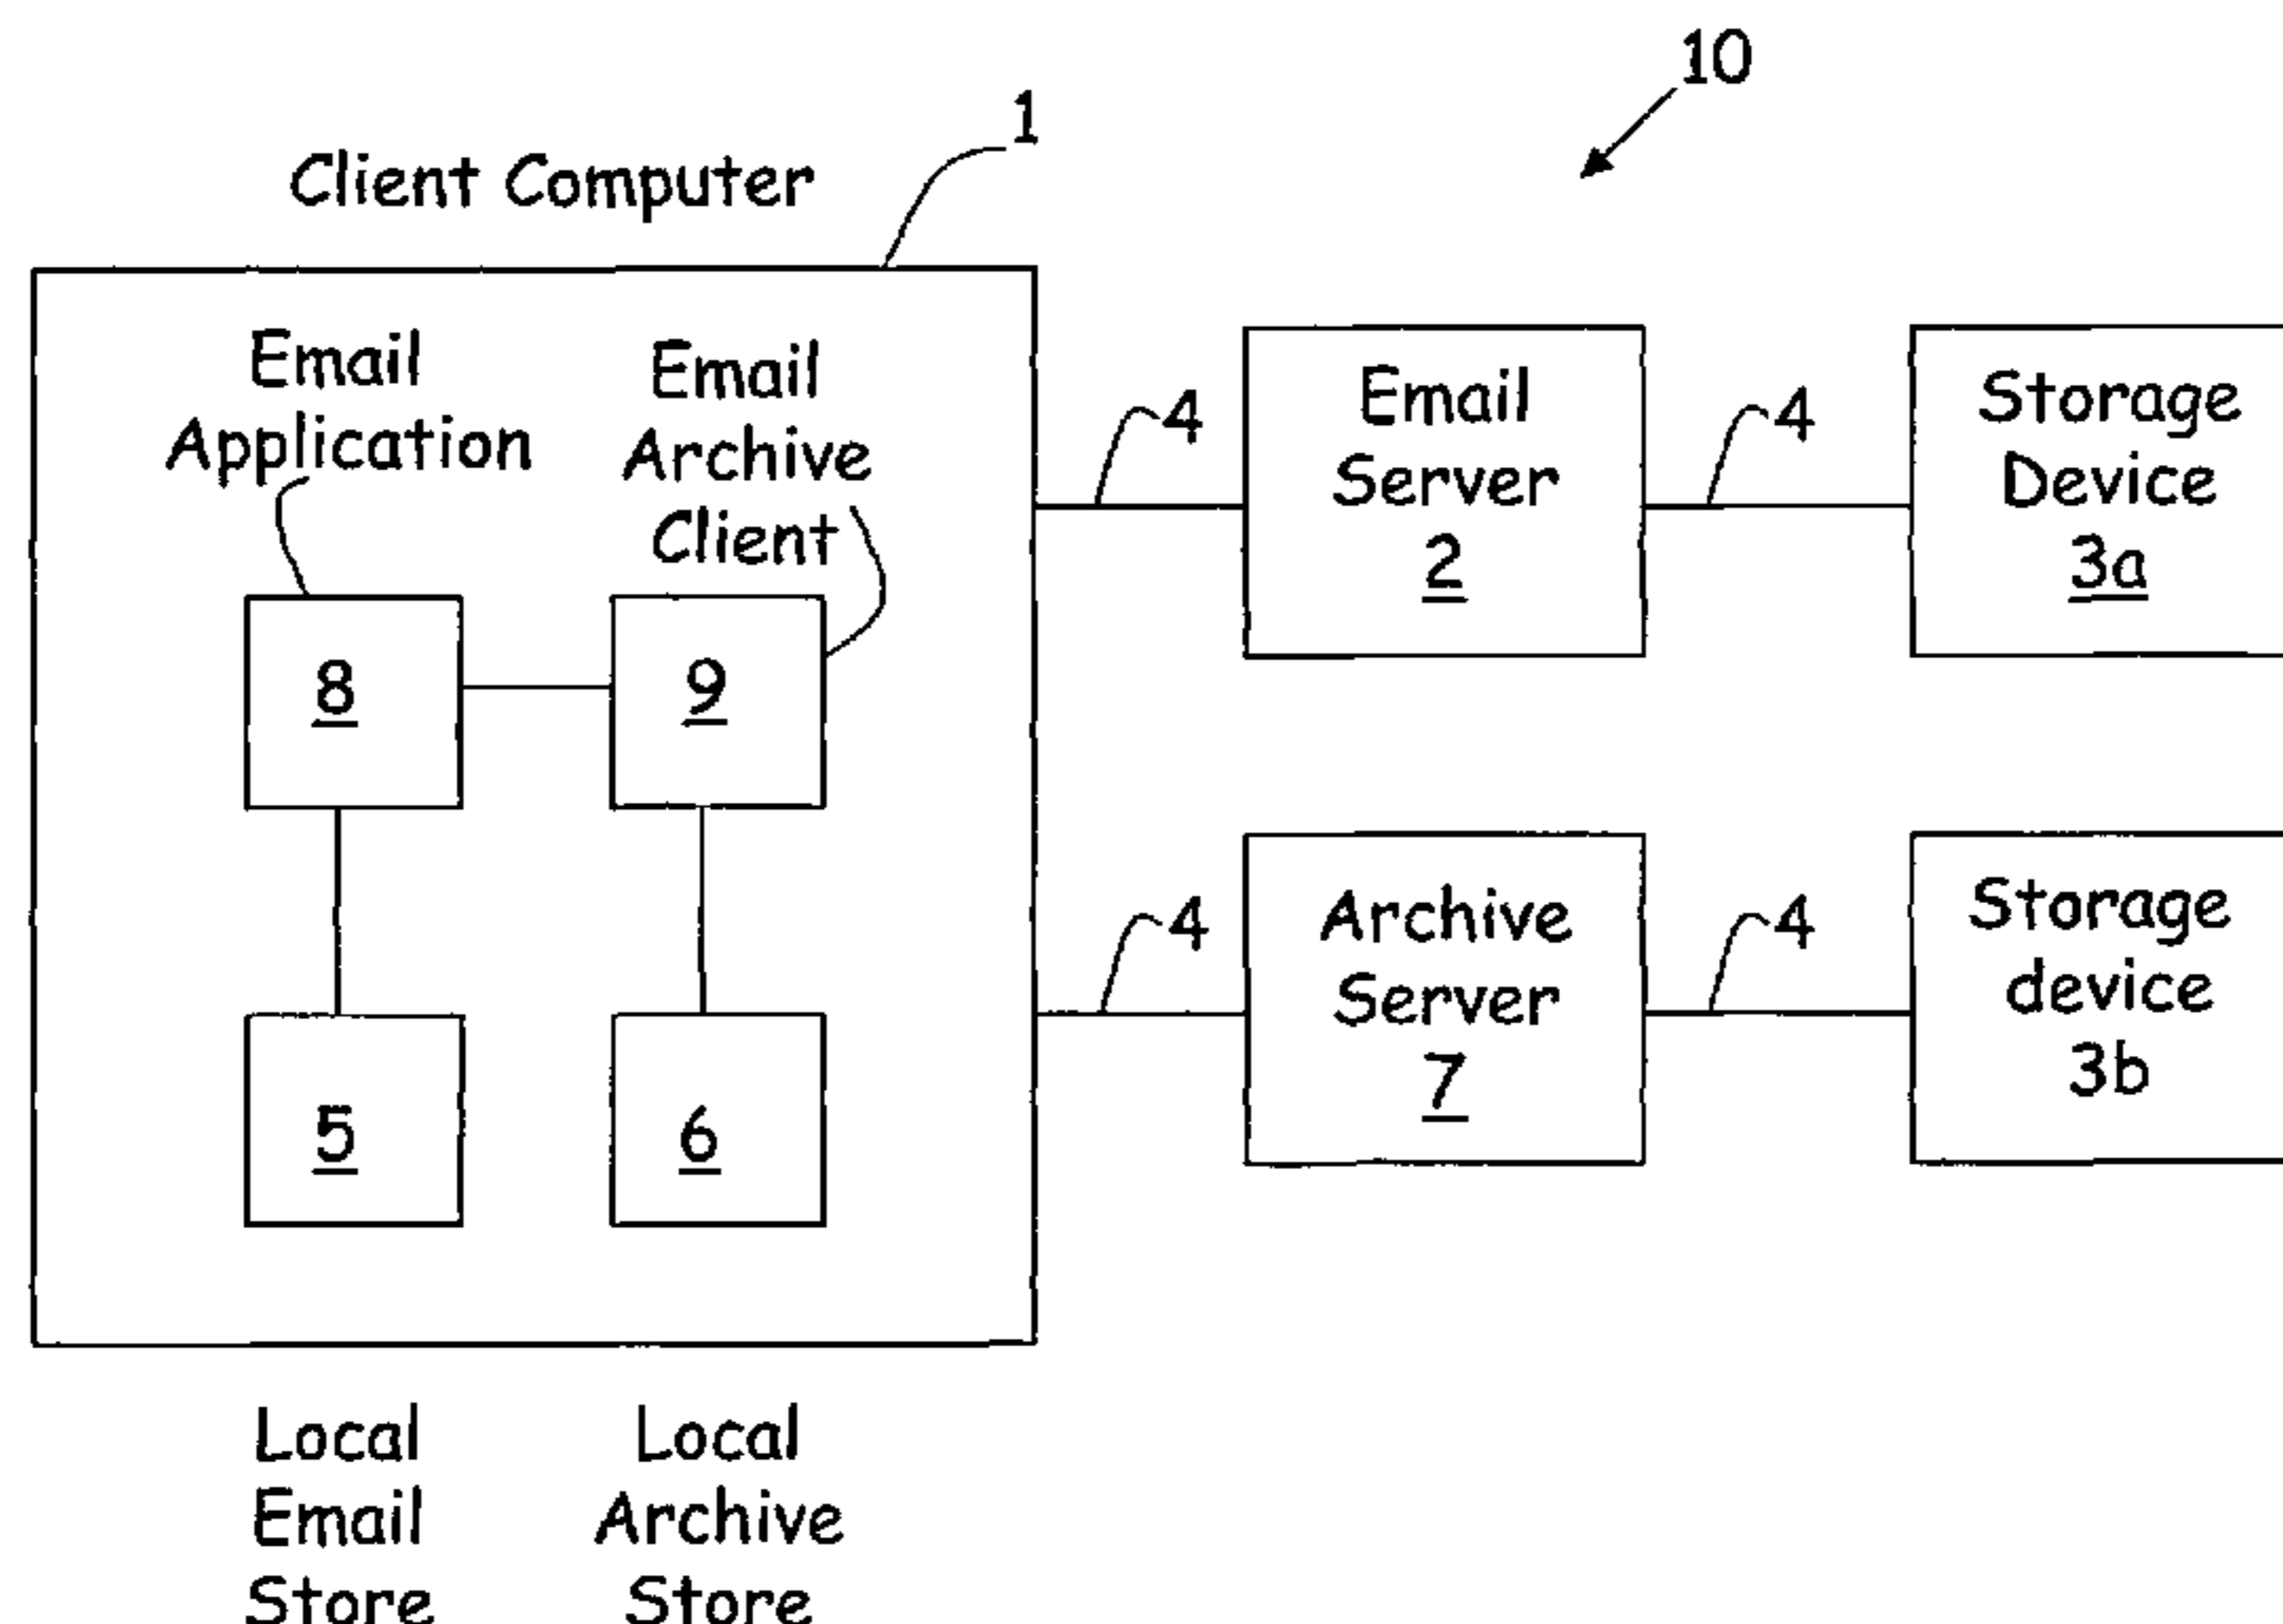 10
1
Client Computer
Email
Application
Email
Archive
Client
8
9
5
6
4
Email
Server
2
4
Storage
Device
3a
4
Archive
Server
7
4
Storage
device
3b
Local
Email
Store
Local
Archive
Store